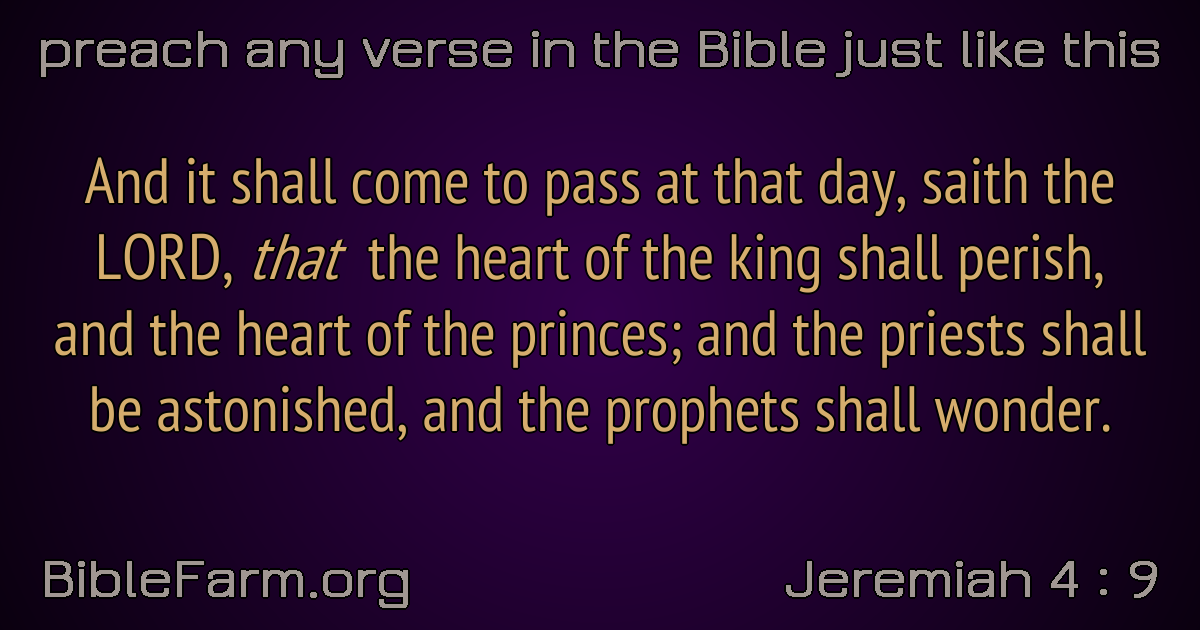 preach any verse in the Bible just like this
And it shall come to pass at that day, saith the
LORD, that the heart of the king shall perish,
and the heart of the princes; and the priests shall
be astonished, and the prophets shall wonder.
BibleFarm.org
Jeremiah 4 : 9